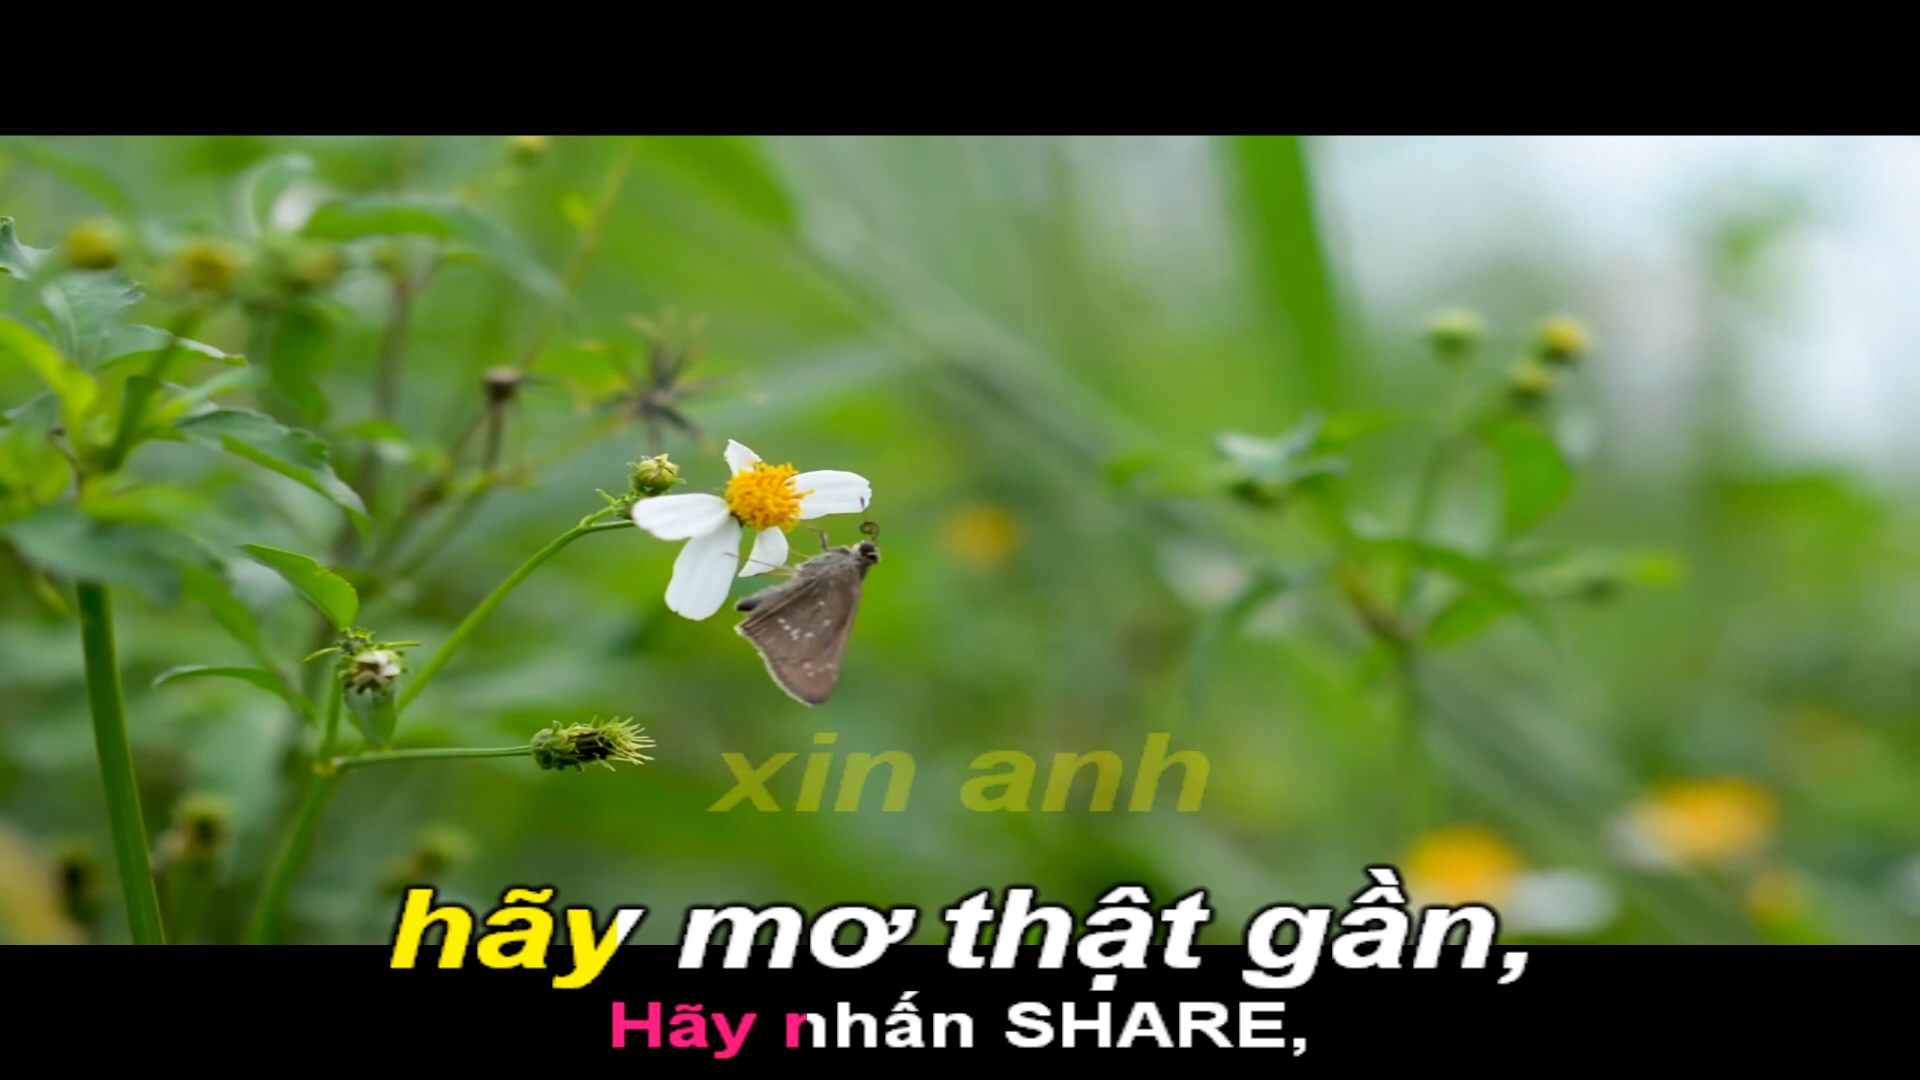 xin anh
hãy mơ thật gần,
Hãy nhấn SHARE,